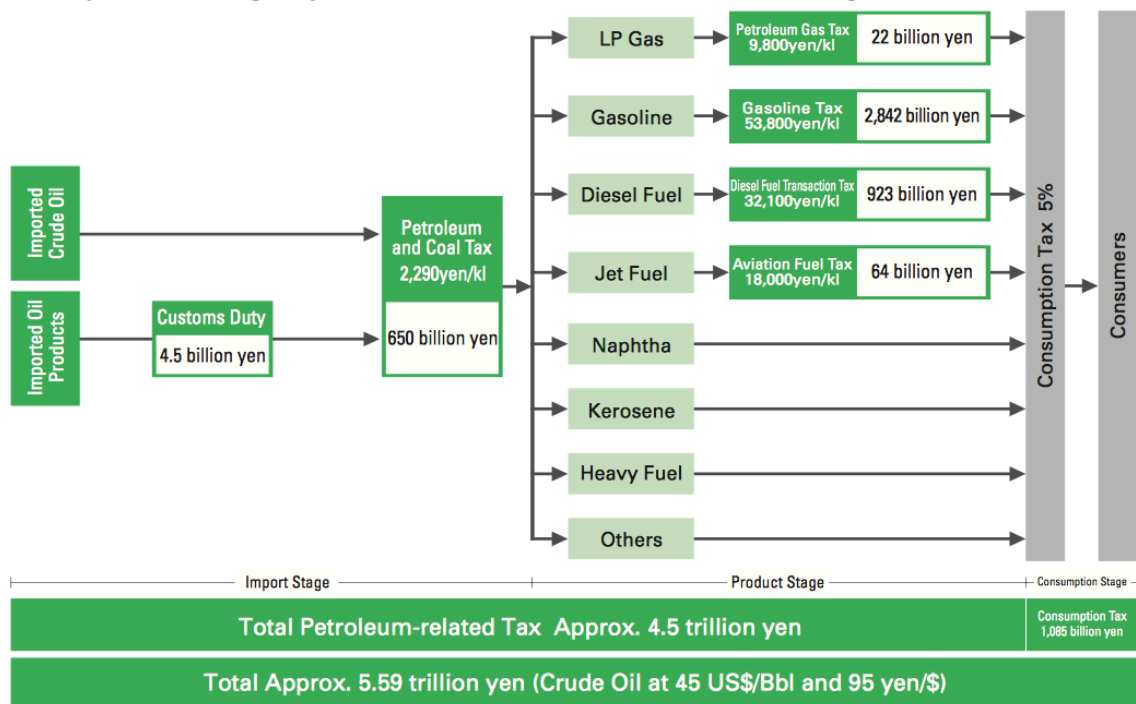 LP Gas
Petroleum Gas Tax
9,800yen/kl
22 billion yen
Gasoline
Gasoline Tax
53,800yen/kl
2,842 billion yen
Imported
Crude Oil
Petroleum
and Coal Tax
2,290yen/kl
650 billion yen
Diesel Fuel
Diesel Fuel Transaction Tax
32,100yen/kl
923 billion yen
Jet Fuel
Aviation Fuel Tax
18,000yen/kl
64 billion yen
Imported Oil
Products
Customs Duty
4.5 billion yen
Naphtha
Kerosene
Heavy Fuel
Others
Consumption Tax 5%
Consumers
Import Stage
Product Stage
Consumption Stage
Total Petroleum-related Tax Approx. 4.5 trillion yen
Consumption Tax
1,085 billion yen
Total Approx. 5.59 trillion yen (Crude Oil at 45 US$/Bbl and 95 yen/$)